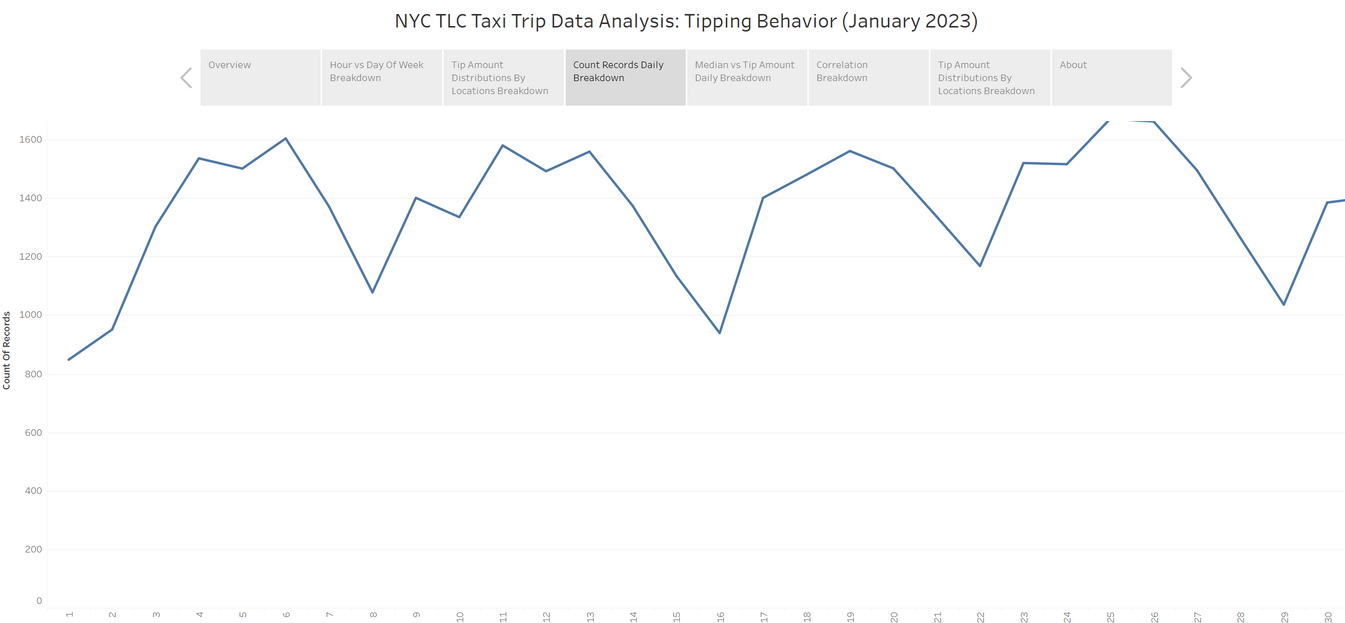 NYC TLC Taxi Trip Data Analysis: Tipping Behavior (January 2023)
Overview
Hour vs Day Of Week
Breakdown
Tip Amount
Distributions By
Locations Breakdown
Count Records Daily
Breakdown
Median vs Tip Amount
Daily Breakdown
Correlation
Breakdown
Tip Amount
Distributions By
Locations Breakdown
About
Count Of Records
1600
1400
1200
1000
800
600
400
200
0
1 2 3 4 5 6 7 8 9 10 11 12 13 14 15 16 17 18 19 20 21 22 23 24 25 26 27 28 29 30